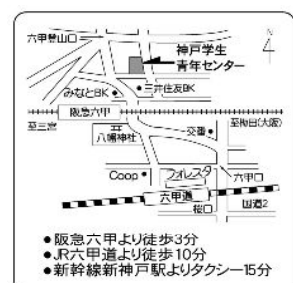 六甲登山口
N
神戸学生
青年センター
みなとBK
三井住友BK
阪急六甲
至三宮
八幡神社
交番
至梅田(大阪)
Coop
フォレスタ
六甲口
六甲道
桜口
国道2
●阪急六甲より徒歩3分
●JR六甲道より徒歩10分
●新幹線新神戸駅よりタクシー15分